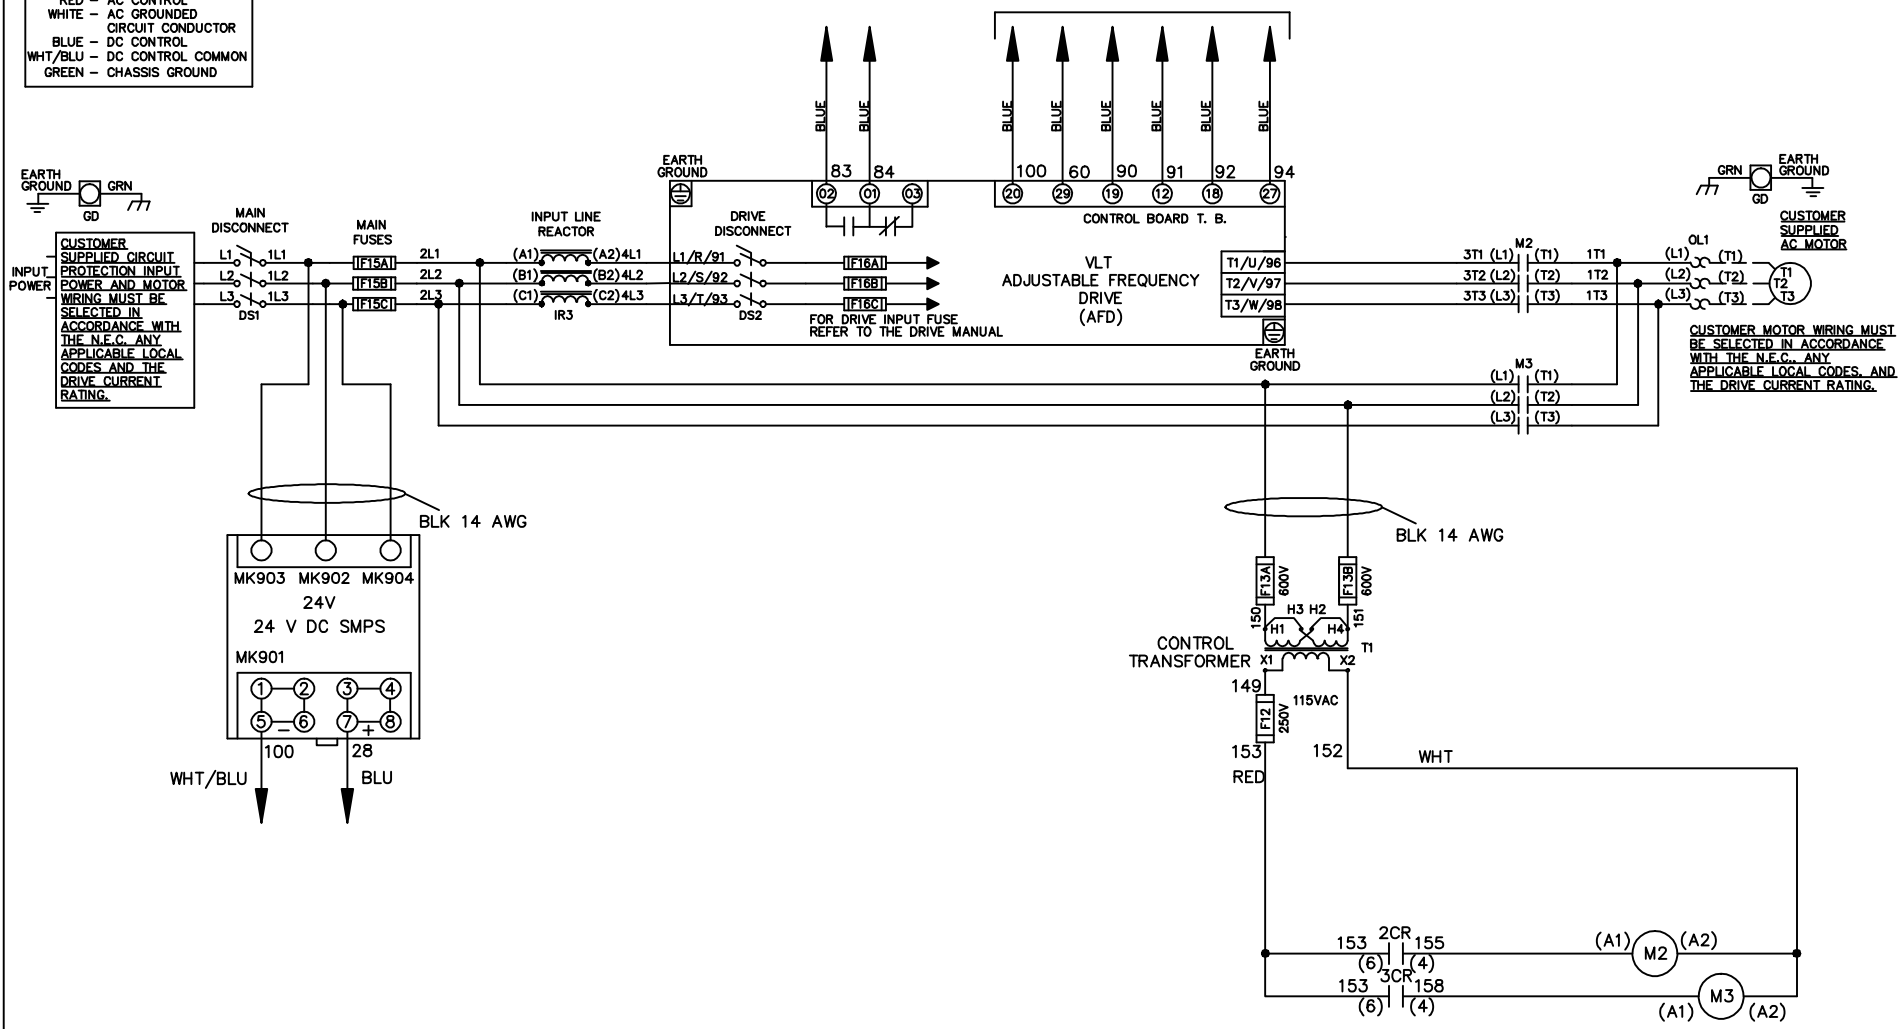 RED – AC CONTROL
WHITE – AC GROUNDED
CIRCUIT CONDUCTOR
BLUE – DC CONTROL
WHT/BLU – DC CONTROL COMMON
GREEN – CHASSIS GROUND
BLUE
BLUE
BLUE
BLUE
BLUE
BLUE
BLUE
BLUE
EARTH
GROUND
GRN
GD
INPUT
POWER
CUSTOMER
SUPPLIED CIRCUIT
PROTECTION INPUT
POWER AND MOTOR
WIRING MUST BE
SELECTED IN
ACCORDANCE WITH
THE N.E.C. ANY
APPLICABLE LOCAL
CODES AND THE
DRIVE CURRENT
RATING.
MAIN
DISCONNECT
L1 1L1
L2 1L2
L3 1L3
DS1
MAIN
FUSES
F15A
F15B
F15C
2L1
2L2
2L3
INPUT LINE
REACTOR
(A1) (A2) 4L1
(B1) (B2) 4L2
(C1) (C2) 4L3
IR3
EARTH
GROUND
L1/R/91
L2/S/92
L3/T/93
DRIVE
DISCONNECT
DS2
83 84
02 01 03
F16A
F16B
F16C
FOR DRIVE INPUT FUSE
REFER TO THE DRIVE MANUAL
100 60 90 91 92 94
20 29 19 12 18 27
CONTROL BOARD T. B.
VLT
ADJUSTABLE FREQUENCY
DRIVE
(AFD)
T1/U/96
T2/V/97
T3/W/98
EARTH
GROUND
M2
3T1 (L1) (T1) 1T1
3T2 (L2) (T2) 1T2
3T3 (L3) (T3) 1T3
OL1
(L1) (T1)
(L2) (T2)
(L3) (T3)
T1
T2
T3
GRN
GD
EARTH
GROUND
CUSTOMER
SUPPLIED
AC MOTOR
CUSTOMER MOTOR WIRING MUST
BE SELECTED IN ACCORDANCE
WITH THE N.E.C., ANY
APPLICABLE LOCAL CODES, AND
THE DRIVE CURRENT RATING.
M3
(L1) (T1)
(L2) (T2)
(L3) (T3)
BLK 14 AWG
MK903 MK902 MK904
24V
24 V DC SMPS
MK901
1 2 3 4
5 6 7 8
– +
100 28
WHT/BLU
BLU
BLK 14 AWG
F13A
600V
F13B
600V
150
151
H3 H2
H1 H4
T1
CONTROL
TRANSFORMER
X1 X2
149
115VAC
F12
250V
153
RED
152
WHT
2CR
153 155
(6) (4)
(A1) M2 (A2)
3CR
153 158
(6) (4)
(A1) M3 (A2)